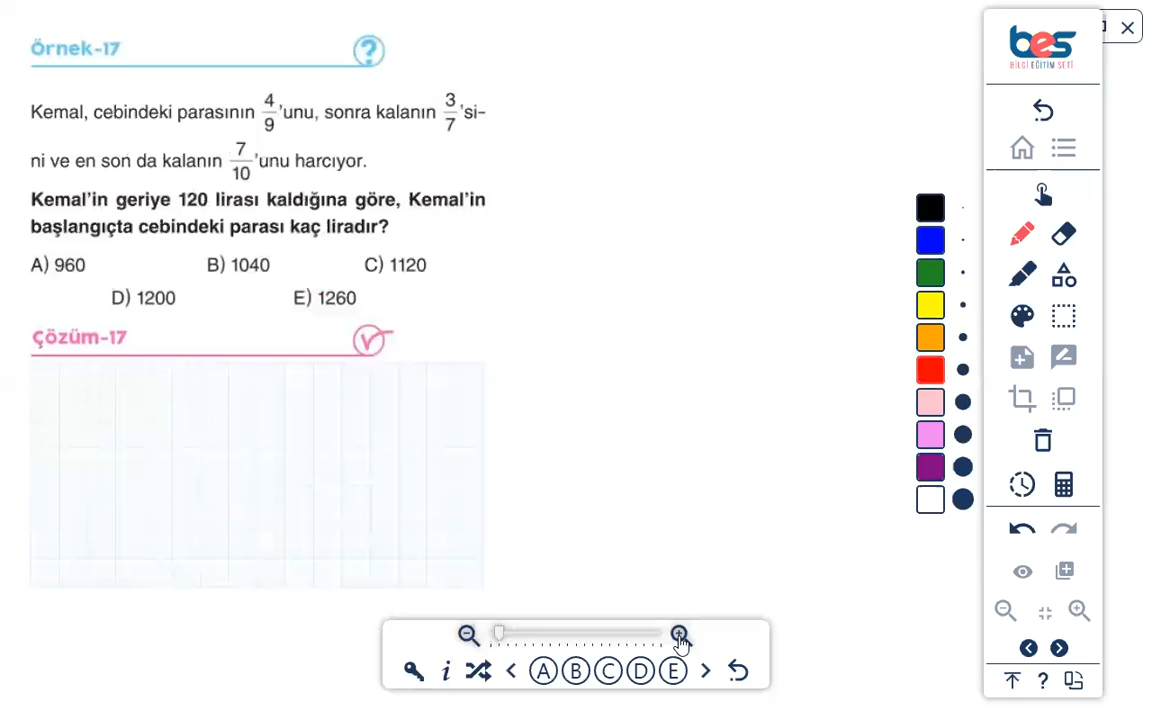 Örnek-17
?
Kemal, cebindeki parasının 4/9'unu, sonra kalanın 3/7'si-
ni ve en son da kalanın 7/10'unu harcıyor.
Kemal'in geriye 120 lirası kaldığına göre, Kemal'in
başlangıçta cebindeki parası kaç liradır?
A) 960 B) 1040 C) 1120
D) 1200 E) 1260
Çözüm-17
bes
BİLGİ EĞİTİM SETİ
i A B C D E
?